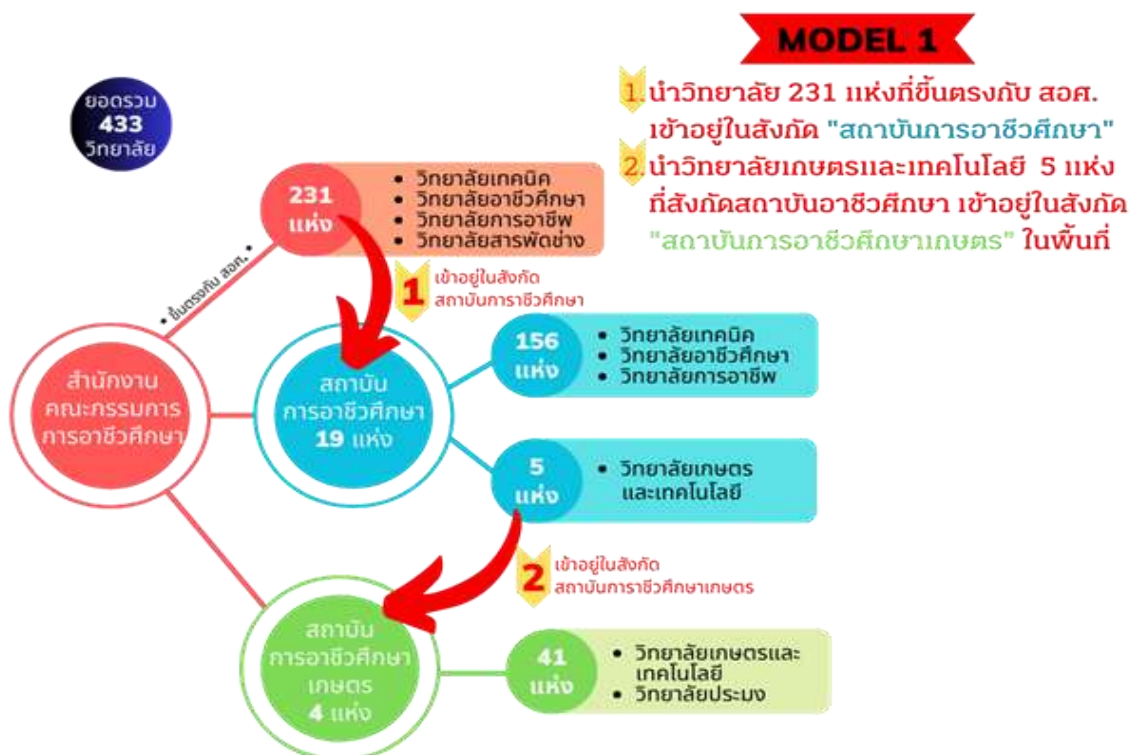 MODEL 1
1. นำวิทยาลัย 231 แห่งที่ขึ้นตรงกับ สอศ.
เข้าอยู่ในสังกัด "สถาบันการอาชีวศึกษา"
2. นำวิทยาลัยเกษตรและเทคโนโลยี 5 แห่ง
ที่สังกัดสถาบันอาชีวศึกษา เข้าอยู่ในสังกัด
"สถาบันการอาชีวศึกษาเกษตร" ในพื้นที่
ยอดรวม
433
วิทยาลัย
231
แห่ง
• วิทยาลัยเทคนิค
• วิทยาลัยอาชีวศึกษา
• วิทยาลัยการอาชีพ
• วิทยาลัยสารพัดช่าง
• ขึ้นตรงกับ สอศ. •
1
เข้าอยู่ในสังกัด
สถาบันการาชีวศึกษา
สำนักงาน
คณะกรรมการ
การอาชีวศึกษา
สถาบัน
การอาชีวศึกษา
19 แห่ง
156
แห่ง
• วิทยาลัยเทคนิค
• วิทยาลัยอาชีวศึกษา
• วิทยาลัยการอาชีพ
5
แห่ง
• วิทยาลัยเกษตร
และเทคโนโลยี
2
เข้าอยู่ในสังกัด
สถาบันการาชีวศึกษาเกษตร
สถาบัน
การอาชีวศึกษา
เกษตร
4 แห่ง
41
แห่ง
• วิทยาลัยเกษตรและ
เทคโนโลยี
• วิทยาลัยประมง